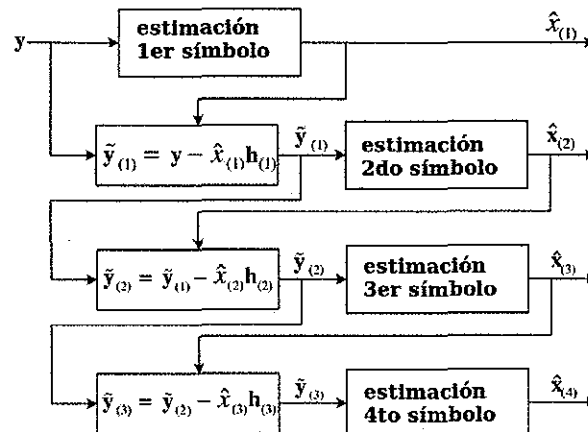 y
estimación
1er símbolo
x̂(1)
ỹ(1) = y − x̂(1)h(1)
ỹ(1)
estimación
2do símbolo
x̂(2)
ỹ(2) = ỹ(1) − x̂(2)h(2)
ỹ(2)
estimación
3er símbolo
x̂(3)
ỹ(3) = ỹ(2) − x̂(3)h(3)
ỹ(3)
estimación
4to símbolo
x̂(4)